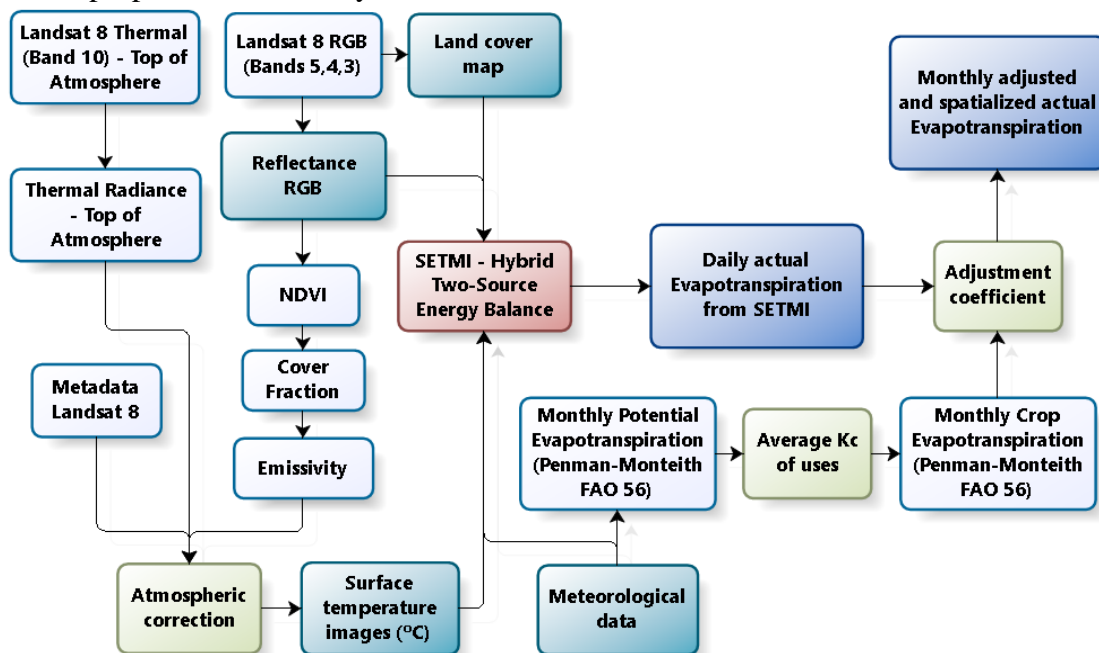 Landsat 8 Thermal
(Band 10) - Top of
Atmosphere
Landsat 8 RGB
(Bands 5,4,3)
Land cover
map
Monthly adjusted
and spatialized actual
Evapotranspiration
Reflectance
RGB
Thermal Radiance
- Top of
Atmosphere
SETMI - Hybrid
Two-Source
Energy Balance
Daily actual
Evapotranspiration
from SETMI
Adjustment
coefficient
NDVI
Cover
Fraction
Metadata
Landsat 8
Emissivity
Monthly Potential
Evapotranspiration
(Penman-Monteith
FAO 56)
Average Kc
of uses
Monthly Crop
Evapotranspiration
(Penman-Monteith
FAO 56)
Atmospheric
correction
Surface
temperature
images (ºC)
Meteorological
data